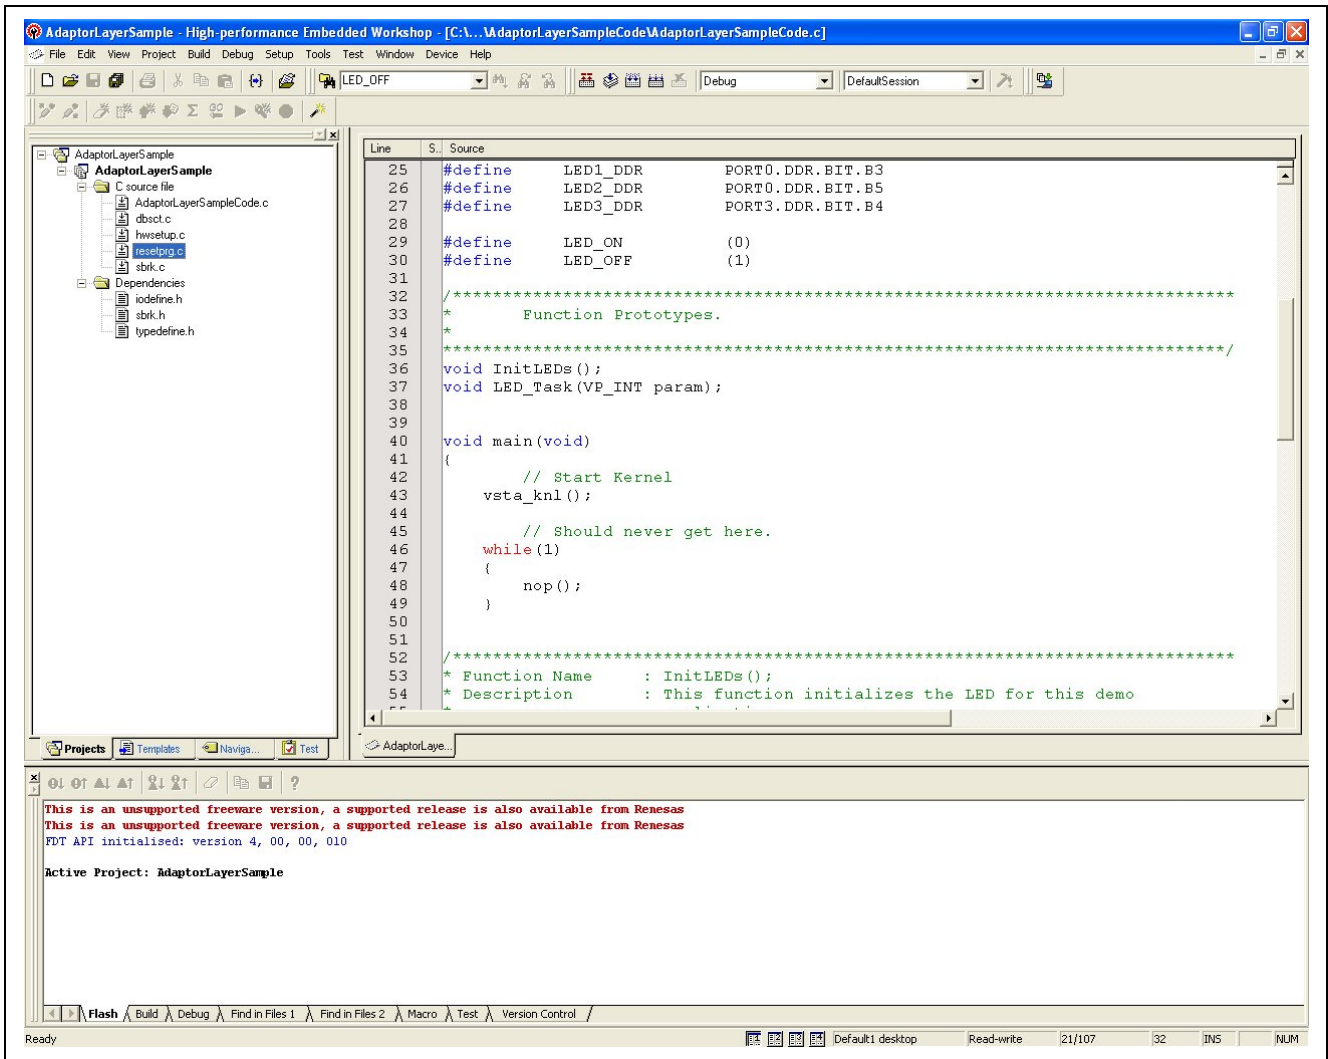 AdaptorLayerSample - High-performance Embedded Workshop - [C:\...\AdaptorLayerSampleCode\AdaptorLayerSampleCode.c]
File Edit View Project Build Debug Setup Tools Test Window Device Help
LED_OFF Debug DefaultSession
AdaptorLayerSample
AdaptorLayerSample
C source file
AdaptorLayerSampleCode.c
dbsct.c
hwsetup.c
resetprg.c
sbrk.c
Dependencies
iodefine.h
sbrk.h
typedefine.h
Projects Templates Naviga... Test
Line S.. Source
25 #define LED1_DDR PORT0.DDR.BIT.B3
26 #define LED2_DDR PORT0.DDR.BIT.B5
27 #define LED3_DDR PORT3.DDR.BIT.B4
28
29 #define LED_ON (0)
30 #define LED_OFF (1)
31
32 /******************************************************************************
33 * Function Prototypes.
34 *
35 ******************************************************************************/
36 void InitLEDs();
37 void LED_Task(VP_INT param);
38
39
40 void main(void)
41 {
42 // Start Kernel
43 vsta_knl();
44
45 // Should never get here.
46 while(1)
47 {
48 nop();
49 }
50
51
52 /******************************************************************************
53 * Function Name : InitLEDs();
54 * Description : This function initializes the LED for this demo
AdaptorLaye...
This is an unsupported freeware version, a supported release is also available from Renesas
This is an unsupported freeware version, a supported release is also available from Renesas
FDT API initialised: version 4, 00, 00, 010
Active Project: AdaptorLayerSample
Flash Build Debug Find in Files 1 Find in Files 2 Macro Test Version Control
Ready Default1 desktop Read-write 21/107 32 INS NUM